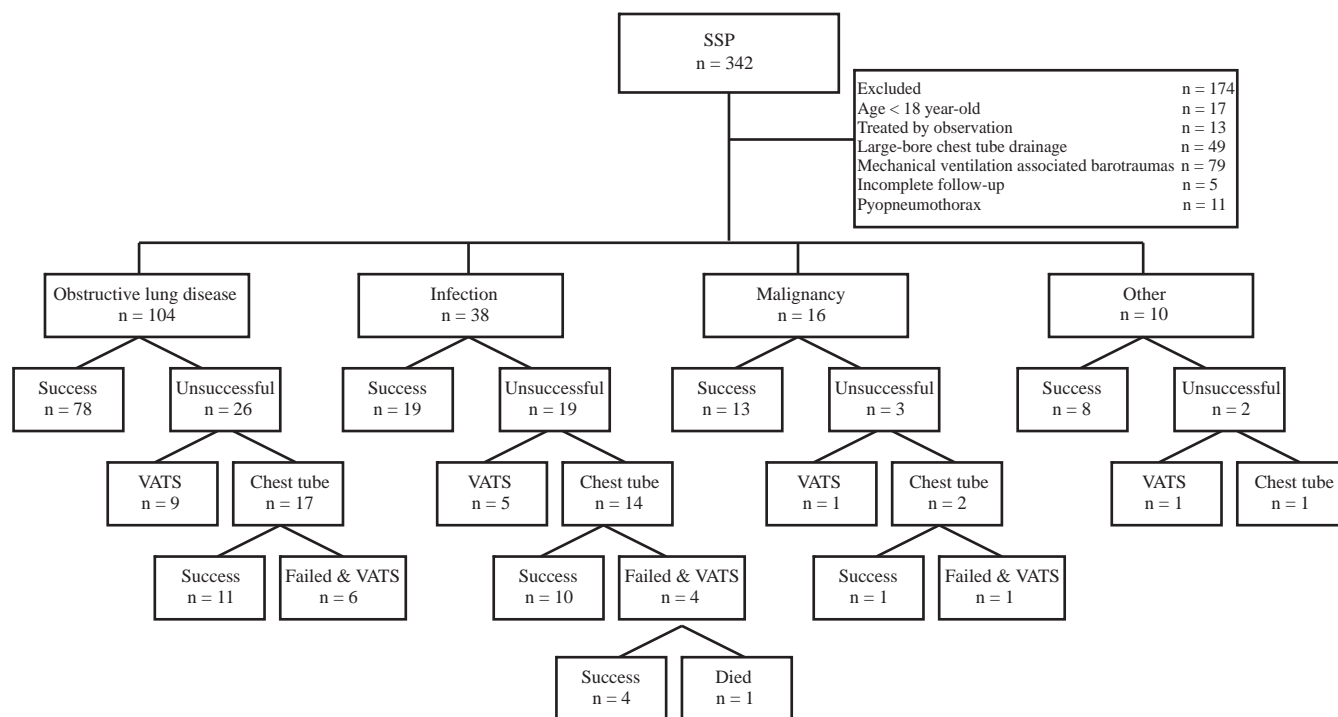 SSP
n = 342
Excluded n = 174
Age < 18 year-old n = 17
Treated by observation n = 13
Large-bore chest tube drainage n = 49
Mechanical ventilation associated barotraumas n = 79
Incomplete follow-up n = 5
Pyopneumothorax n = 11
Obstructive lung disease
n = 104
Infection
n = 38
Malignancy
n = 16
Other
n = 10
Success
n = 78
Unsuccessful
n = 26
Success
n = 19
Unsuccessful
n = 19
Success
n = 13
Unsuccessful
n = 3
Success
n = 8
Unsuccessful
n = 2
VATS
n = 9
Chest tube
n = 17
VATS
n = 5
Chest tube
n = 14
VATS
n = 1
Chest tube
n = 2
VATS
n = 1
Chest tube
n = 1
Success
n = 11
Failed & VATS
n = 6
Success
n = 10
Failed & VATS
n = 4
Success
n = 1
Failed & VATS
n = 1
Success
n = 4
Died
n = 1